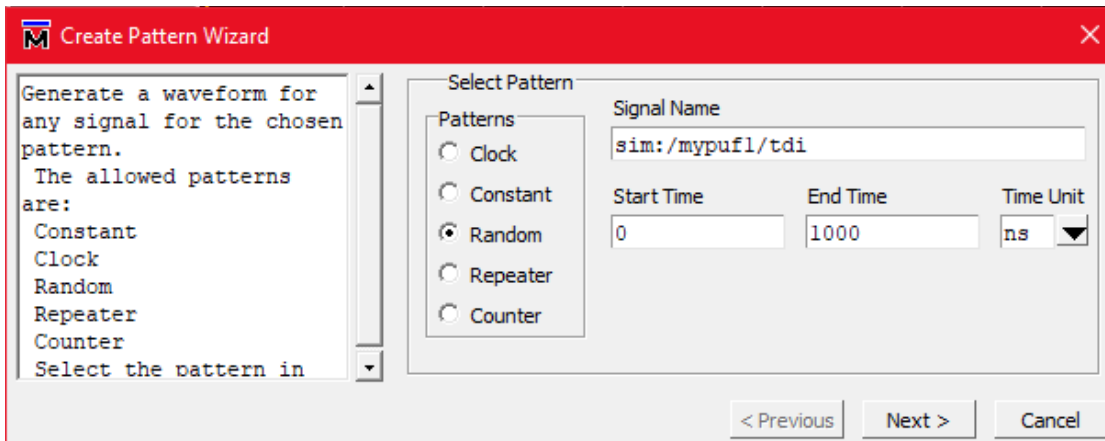 Create Pattern Wizard
Generate a waveform for
any signal for the chosen
pattern.
The allowed patterns
are:
Constant
Clock
Random
Repeater
Counter
Select the pattern in
Select Pattern
Patterns
Clock
Constant
Random
Repeater
Counter
Signal Name
sim:/mypuf1/tdi
Start Time
End Time
Time Unit
0
1000
ns
< Previous
Next >
Cancel